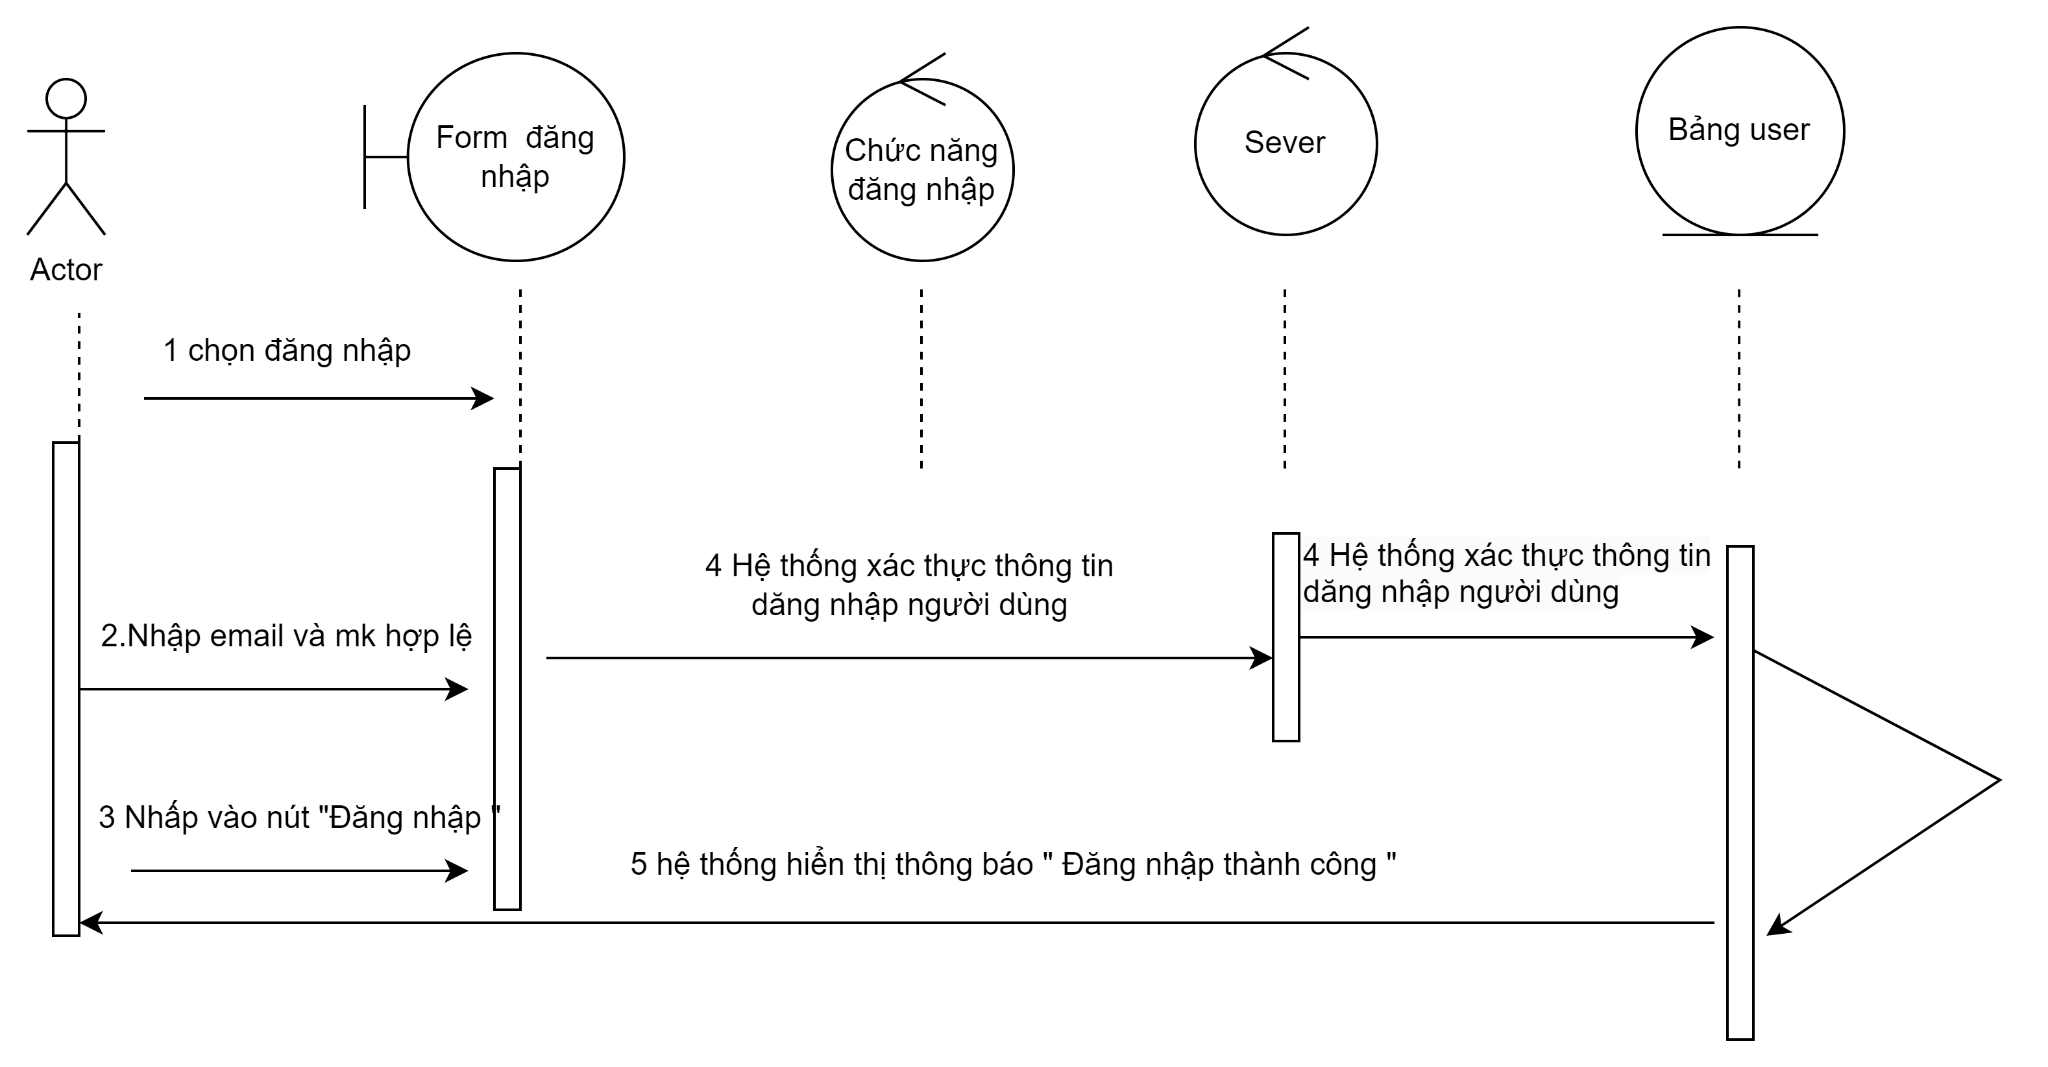 Form  đăng
nhập
Chức năng
đăng nhập
Sever
Bảng user
Actor
1 chọn đăng nhập
4 Hệ thống xác thực thông tin
dăng nhập người dùng
4 Hệ thống xác thực thông tin
dăng nhập người dùng
2.Nhập email và mk hợp lệ
3 Nhấp vào nút "Đăng nhập "
5 hệ thống hiển thị thông báo " Đăng nhập thành công "